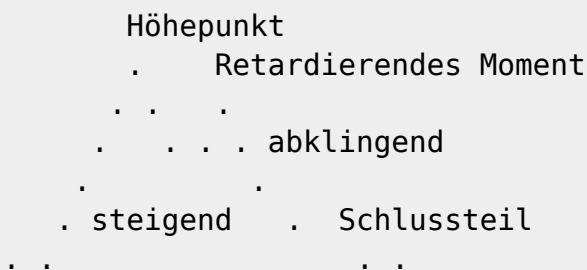 Höhepunkt
. Retardierendes Moment
. . .
. . . . abklingend
. .
. steigend . Schlussteil
. . . .